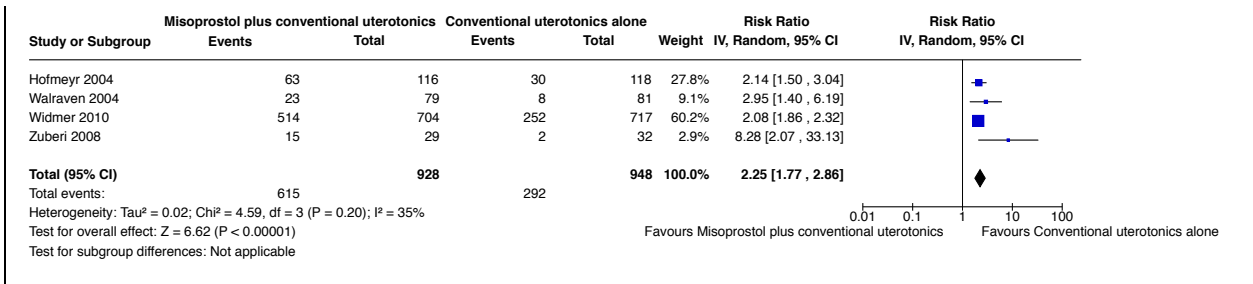 Misoprostol plus conventional uterotonics Conventional uterotonics alone Risk Ratio Risk Ratio
Study or Subgroup Events Total Events Total Weight IV, Random, 95% CI IV, Random, 95% CI
Hofmeyr 2004 63 116 30 118 27.8% 2.14 [1.50 , 3.04]
Walraven 2004 23 79 8 81 9.1% 2.95 [1.40 , 6.19]
Widmer 2010 514 704 252 717 60.2% 2.08 [1.86 , 2.32]
Zuberi 2008 15 29 2 32 2.9% 8.28 [2.07 , 33.13]
Total (95% CI) 928 948 100.0% 2.25 [1.77 , 2.86]
Total events: 615 292
Heterogeneity: Tau² = 0.02; Chi² = 4.59, df = 3 (P = 0.20); I² = 35%
0.01 0.1 1 10 100
Test for overall effect: Z = 6.62 (P < 0.00001)
Favours Misoprostol plus conventional uterotonics Favours Conventional uterotonics alone
Test for subgroup differences: Not applicable